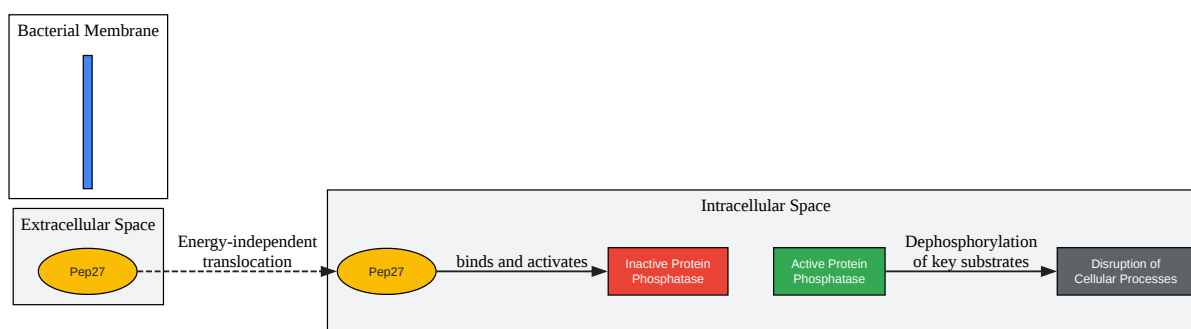 Bacterial Membrane
Extracellular Space
Pep27
Energy-independent
translocation
Intracellular Space
Pep27
binds and activates
Inactive Protein
Phosphatase
Active Protein
Phosphatase
Dephosphorylation
of key substrates
Disruption of
Cellular Processes